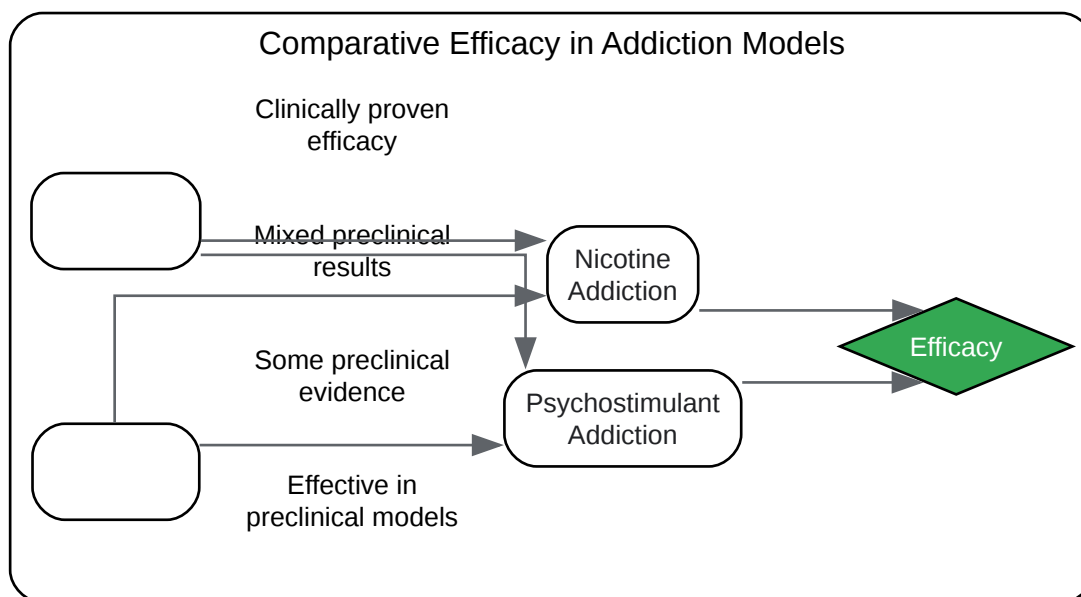 Comparative Efficacy in Addiction Models
Clinically proven
efficacy
Mixed preclinical
results
Nicotine
Addiction
Some preclinical
evidence
Efficacy
Psychostimulant
Addiction
Effective in
preclinical models